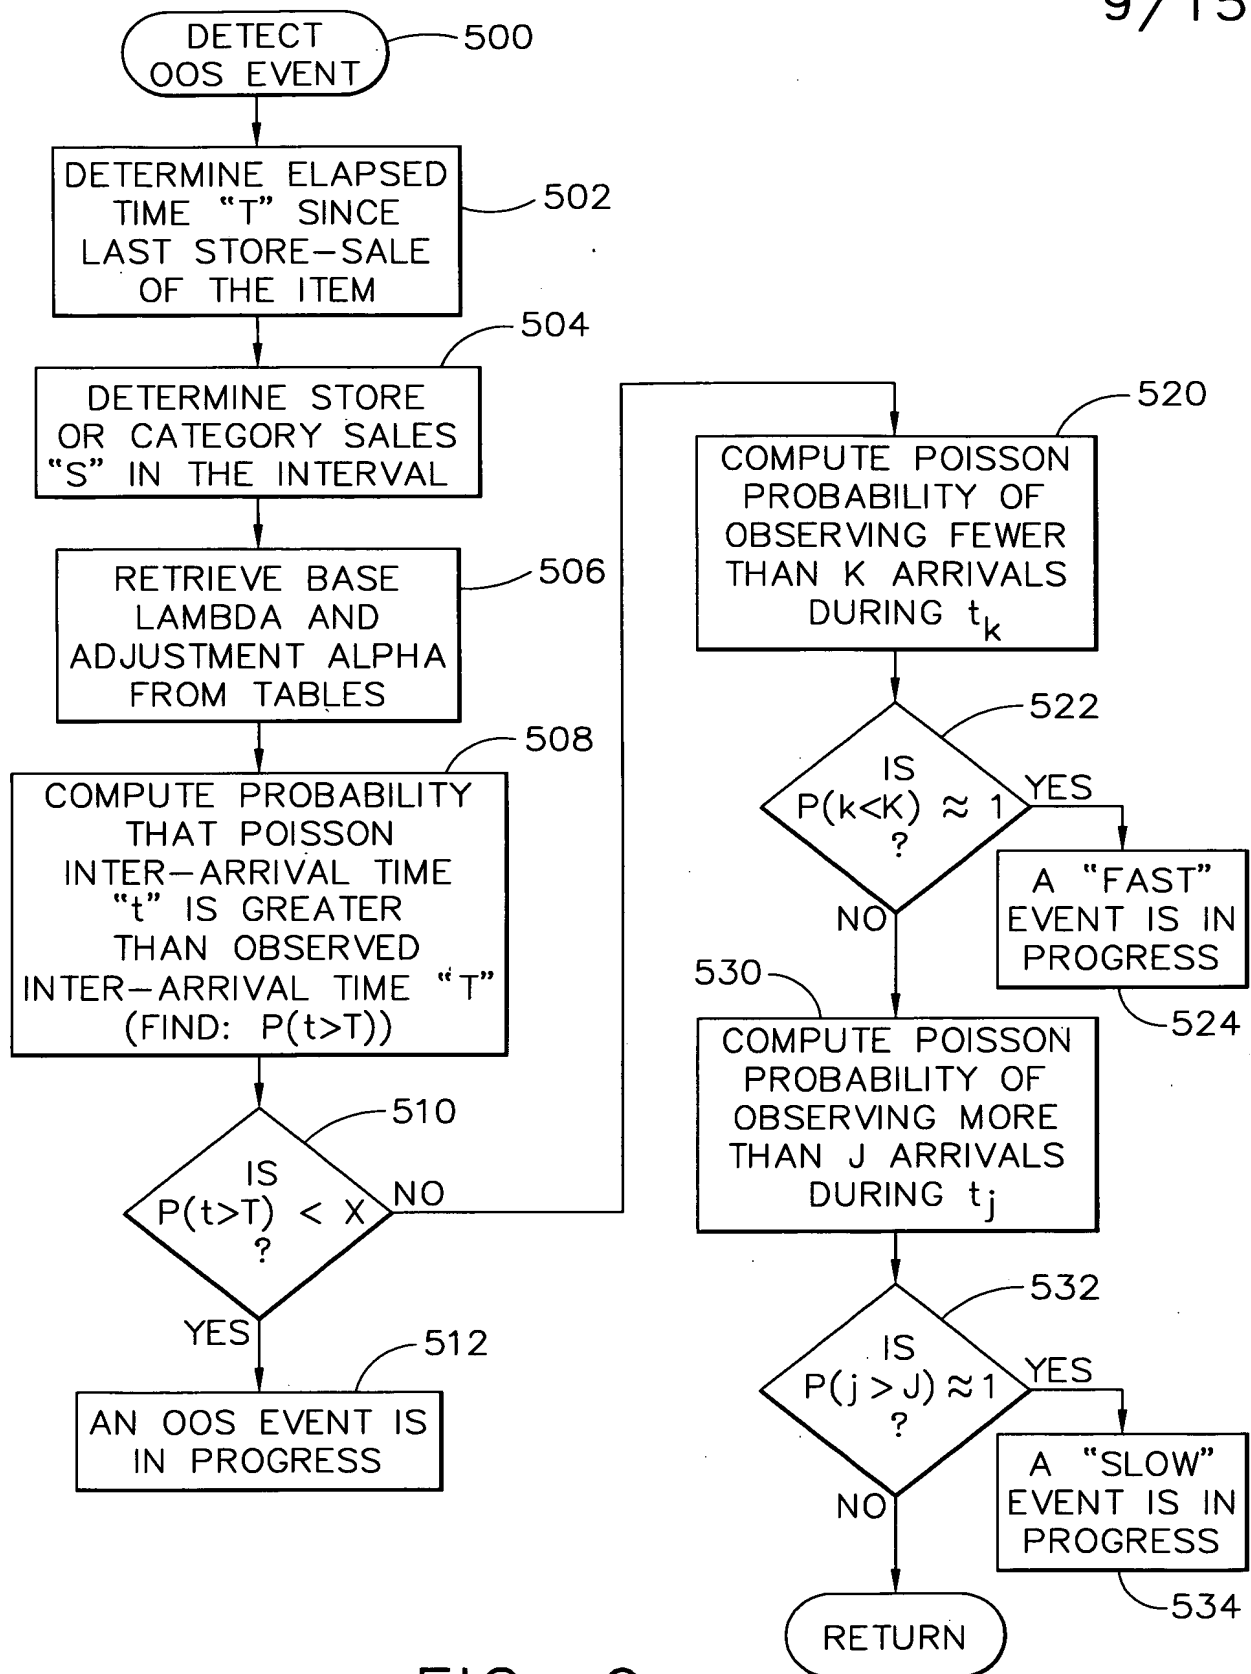 9/15
DETECT
OOS EVENT
500
DETERMINE ELAPSED
TIME "T" SINCE
LAST STORE-SALE
OF THE ITEM
502
504
DETERMINE STORE
OR CATEGORY SALES
"S" IN THE INTERVAL
RETRIEVE BASE
LAMBDA AND
ADJUSTMENT ALPHA
FROM TABLES
506
508
COMPUTE PROBABILITY
THAT POISSON
INTER-ARRIVAL TIME
"t" IS GREATER
THAN OBSERVED
INTER-ARRIVAL TIME "T"
(FIND: P(t>T))
510
IS
P(t>T) < X
?
NO
YES
512
AN OOS EVENT IS
IN PROGRESS
520
COMPUTE POISSON
PROBABILITY OF
OBSERVING FEWER
THAN K ARRIVALS
DURING tk
522
IS
P(k<K) ≈ 1
?
YES
NO
A "FAST"
EVENT IS IN
PROGRESS
524
530
COMPUTE POISSON
PROBABILITY OF
OBSERVING MORE
THAN J ARRIVALS
DURING tj
532
IS
P(j>J) ≈ 1
?
YES
NO
A "SLOW"
EVENT IS IN
PROGRESS
534
RETURN